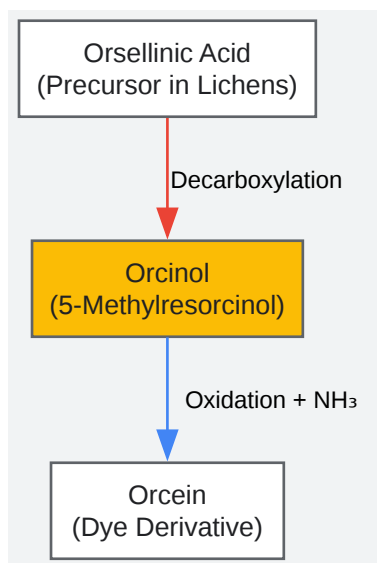 Orsellinic Acid
(Precursor in Lichens)
Decarboxylation
Orcinol
(5-Methylresorcinol)
Oxidation + NH₃
Orcein
(Dye Derivative)